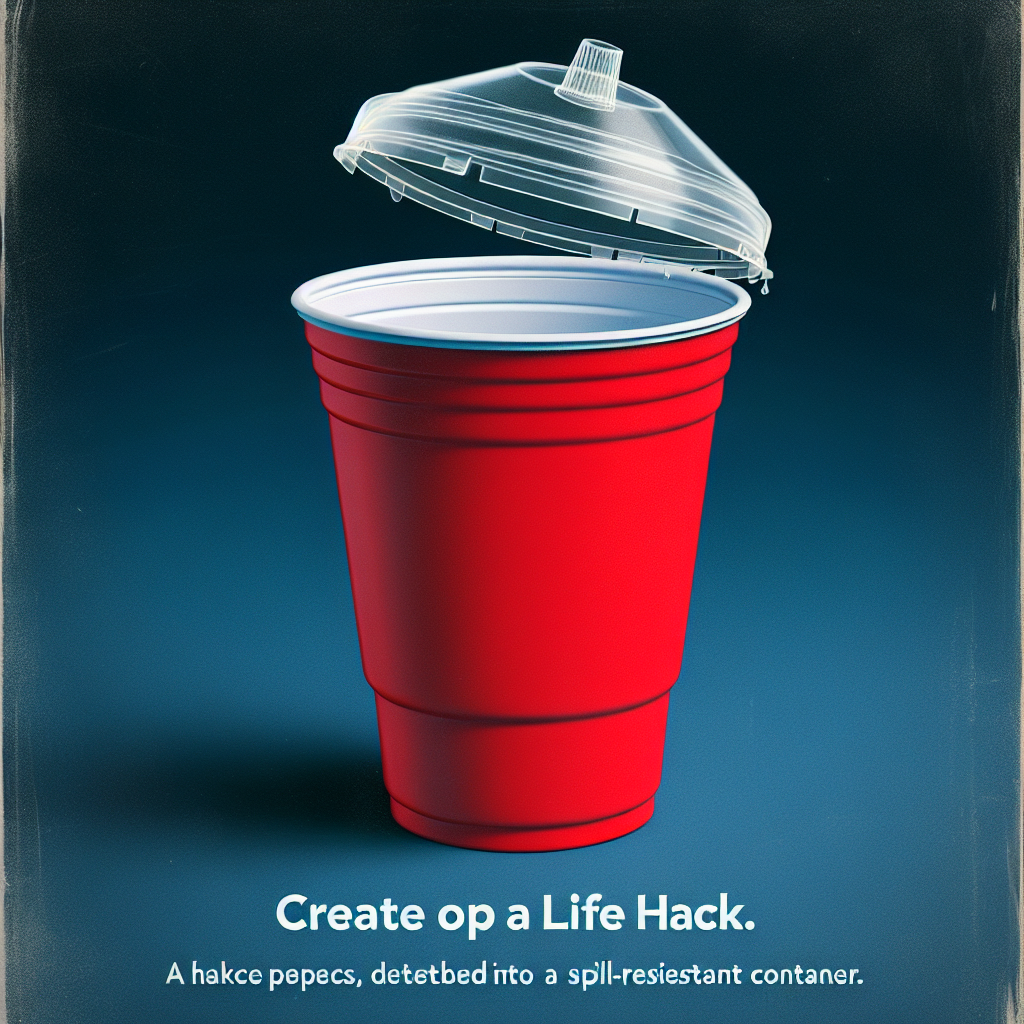 Create op a Life Hack.
A hakce pepecs, detetbed into a spill-resiestant contaner.